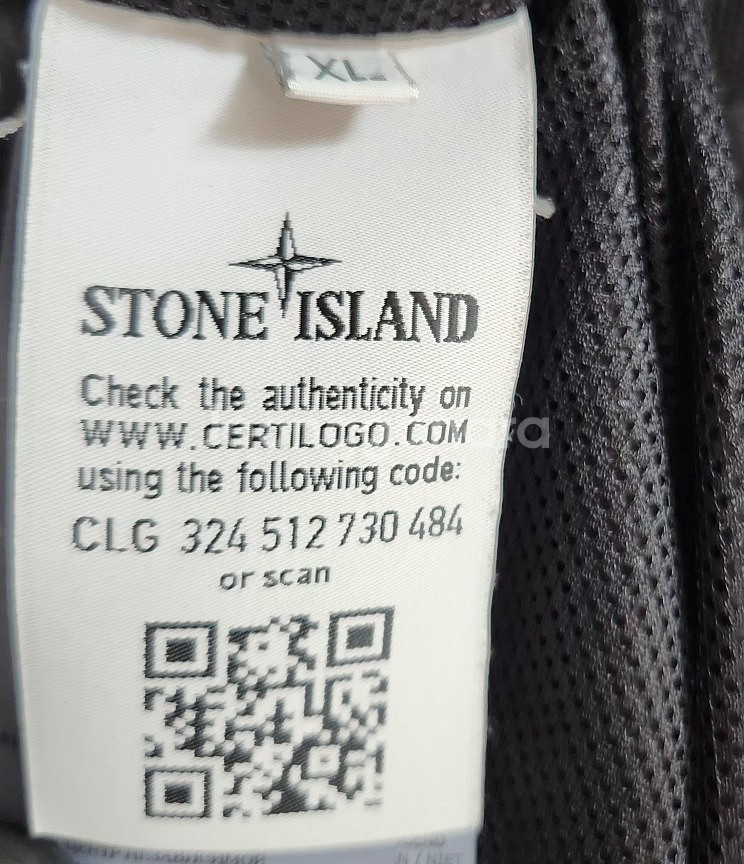 XL
STONE ISLAND
Check the authenticity on
WWW.CERTILOGO.COM
using the following code:
CLG 324 512 730 484
or scan